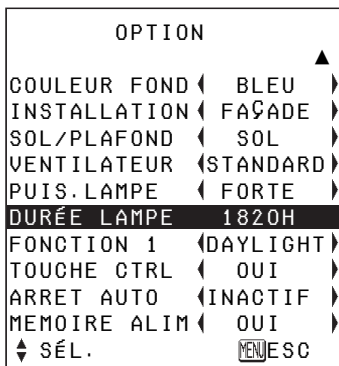 OPTION
▲
COULEUR FOND BLEU
INSTALLATION FAÇADE
SOL/PLAFOND SOL
VENTILATEUR STANDARD
PUIS.LAMPE FORTE
DURÉE LAMPE 1820H
FONCTION 1 DAYLIGHT
TOUCHE CTRL OUI
ARRET AUTO INACTIF
MEMOIRE ALIM OUI
SÉL. MENU ESC